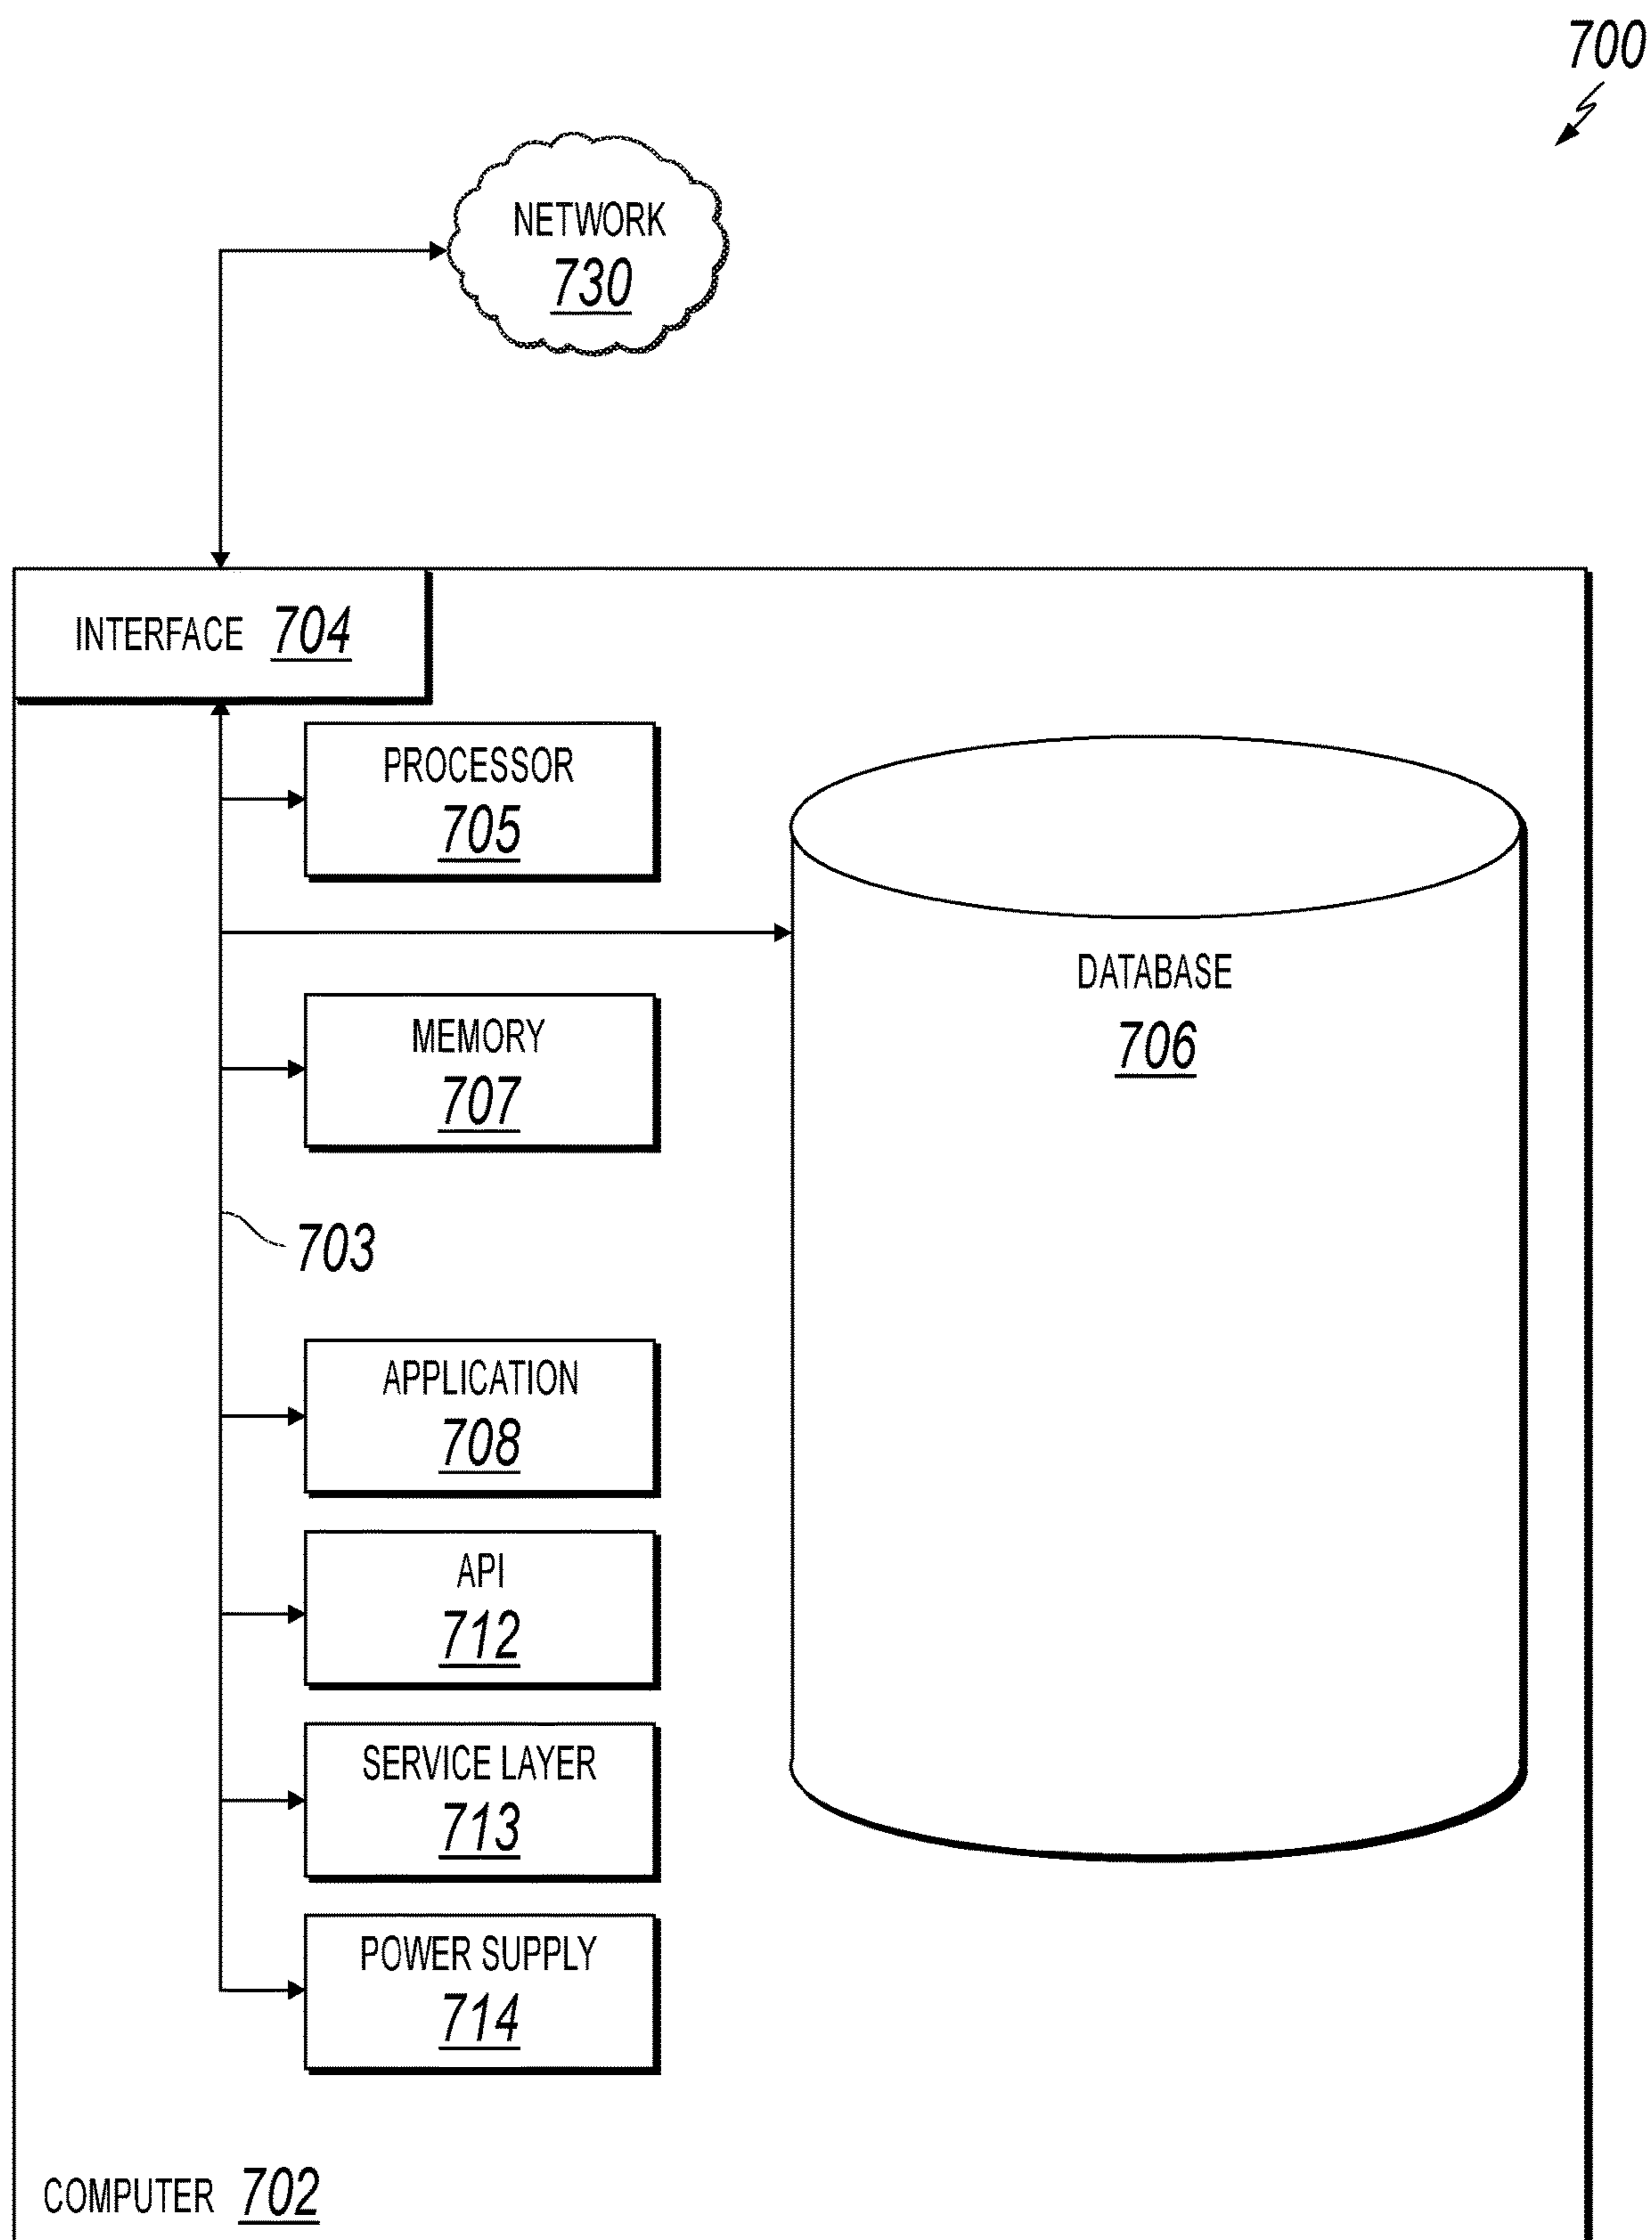 700
NETWORK
730
INTERFACE 704
PROCESSOR
705
DATABASE
706
MEMORY
707
703
APPLICATION
708
API
712
SERVICE LAYER
713
POWER SUPPLY
714
COMPUTER 702